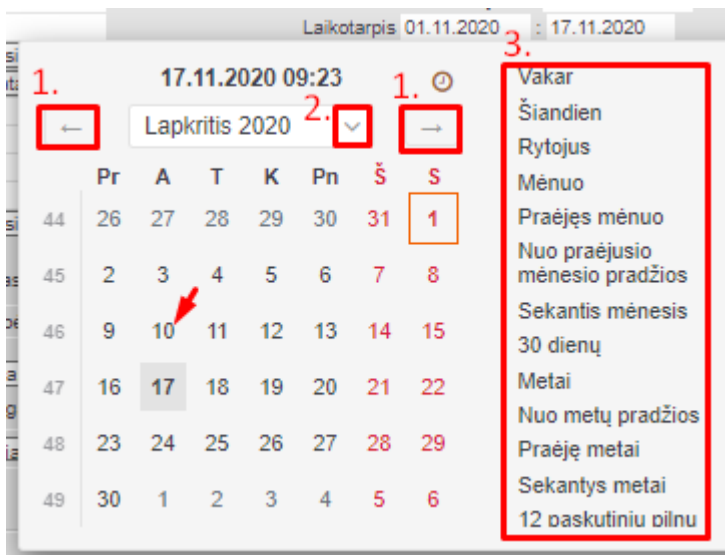 Laikotarpis 01.11.2020 : 17.11.2020
3.
1. 17.11.2020 09:23 1.
← Lapkritis 2020 2. →
Pr A T K Pn Š S
44 26 27 28 29 30 31 1
45 2 3 4 5 6 7 8
46 9 10 11 12 13 14 15
47 16 17 18 19 20 21 22
48 23 24 25 26 27 28 29
49 30 1 2 3 4 5 6
Vakar
Šiandien
Rytojus
Mėnuo
Praėjęs mėnuo
Nuo praėjusio
mėnesio pradžios
Sekantis mėnesis
30 dienų
Metai
Nuo metų pradžios
Praėję metai
Sekantys metai
12 paskutinių pilnų